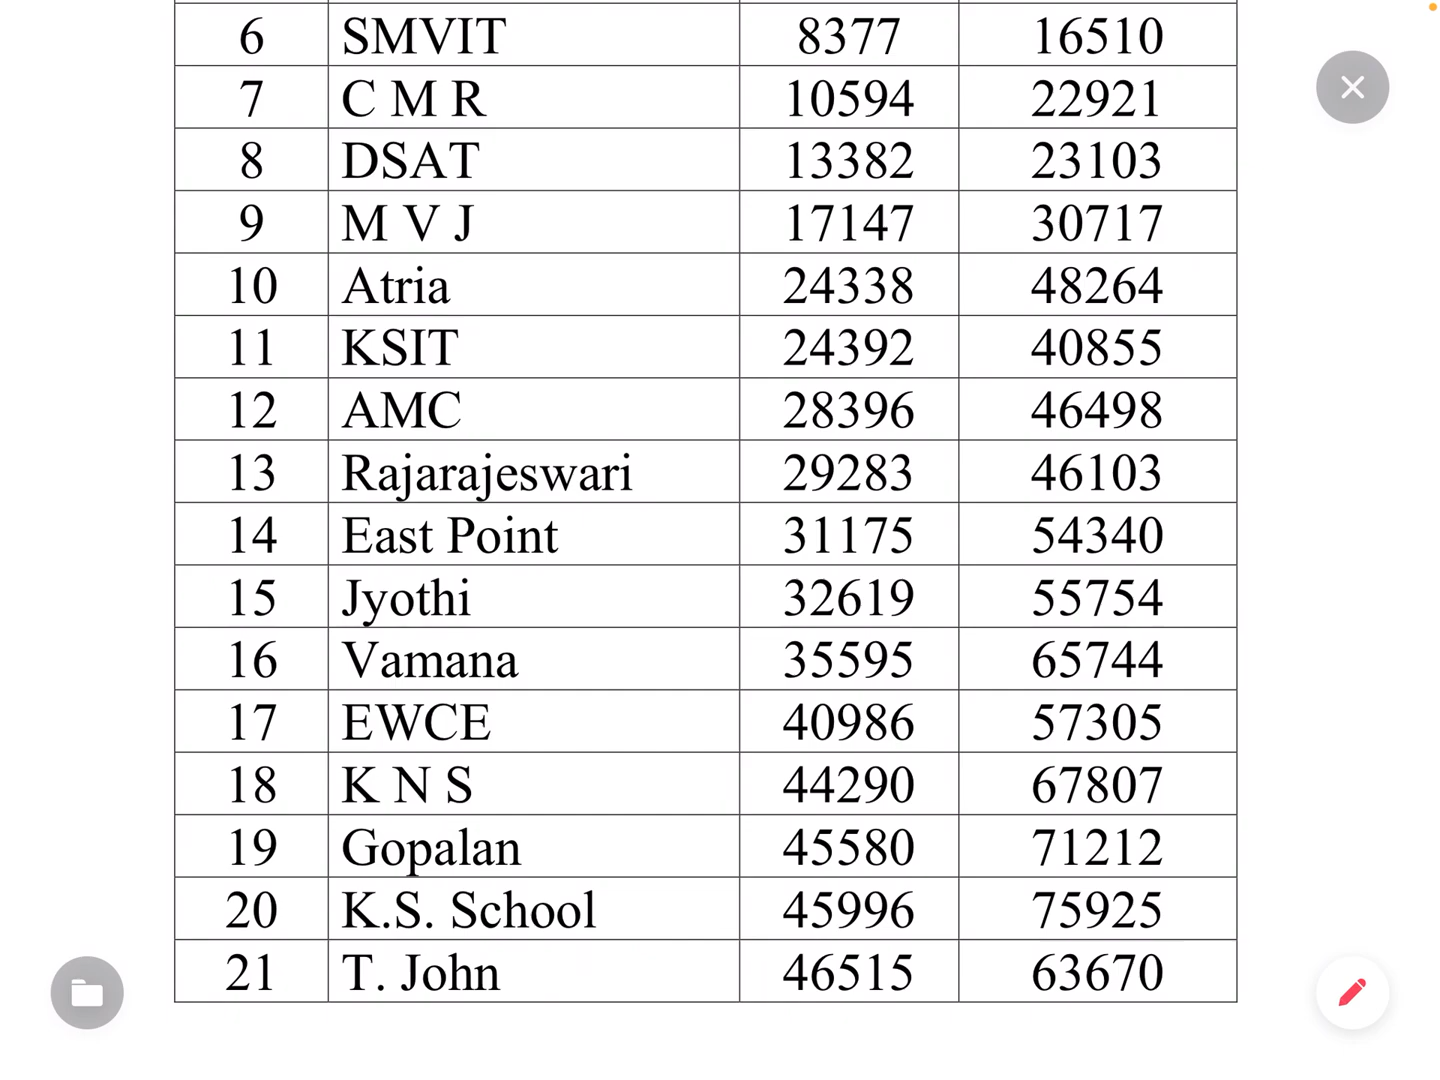 6 SMVIT 8377 16510
7 C M R 10594 22921
8 DSAT 13382 23103
9 M V J 17147 30717
10 Atria 24338 48264
11 KSIT 24392 40855
12 AMC 28396 46498
13 Rajarajeswari 29283 46103
14 East Point 31175 54340
15 Jyothi 32619 55754
16 Vamana 35595 65744
17 EWCE 40986 57305
18 K N S 44290 67807
19 Gopalan 45580 71212
20 K.S. School 45996 75925
21 T. John 46515 63670